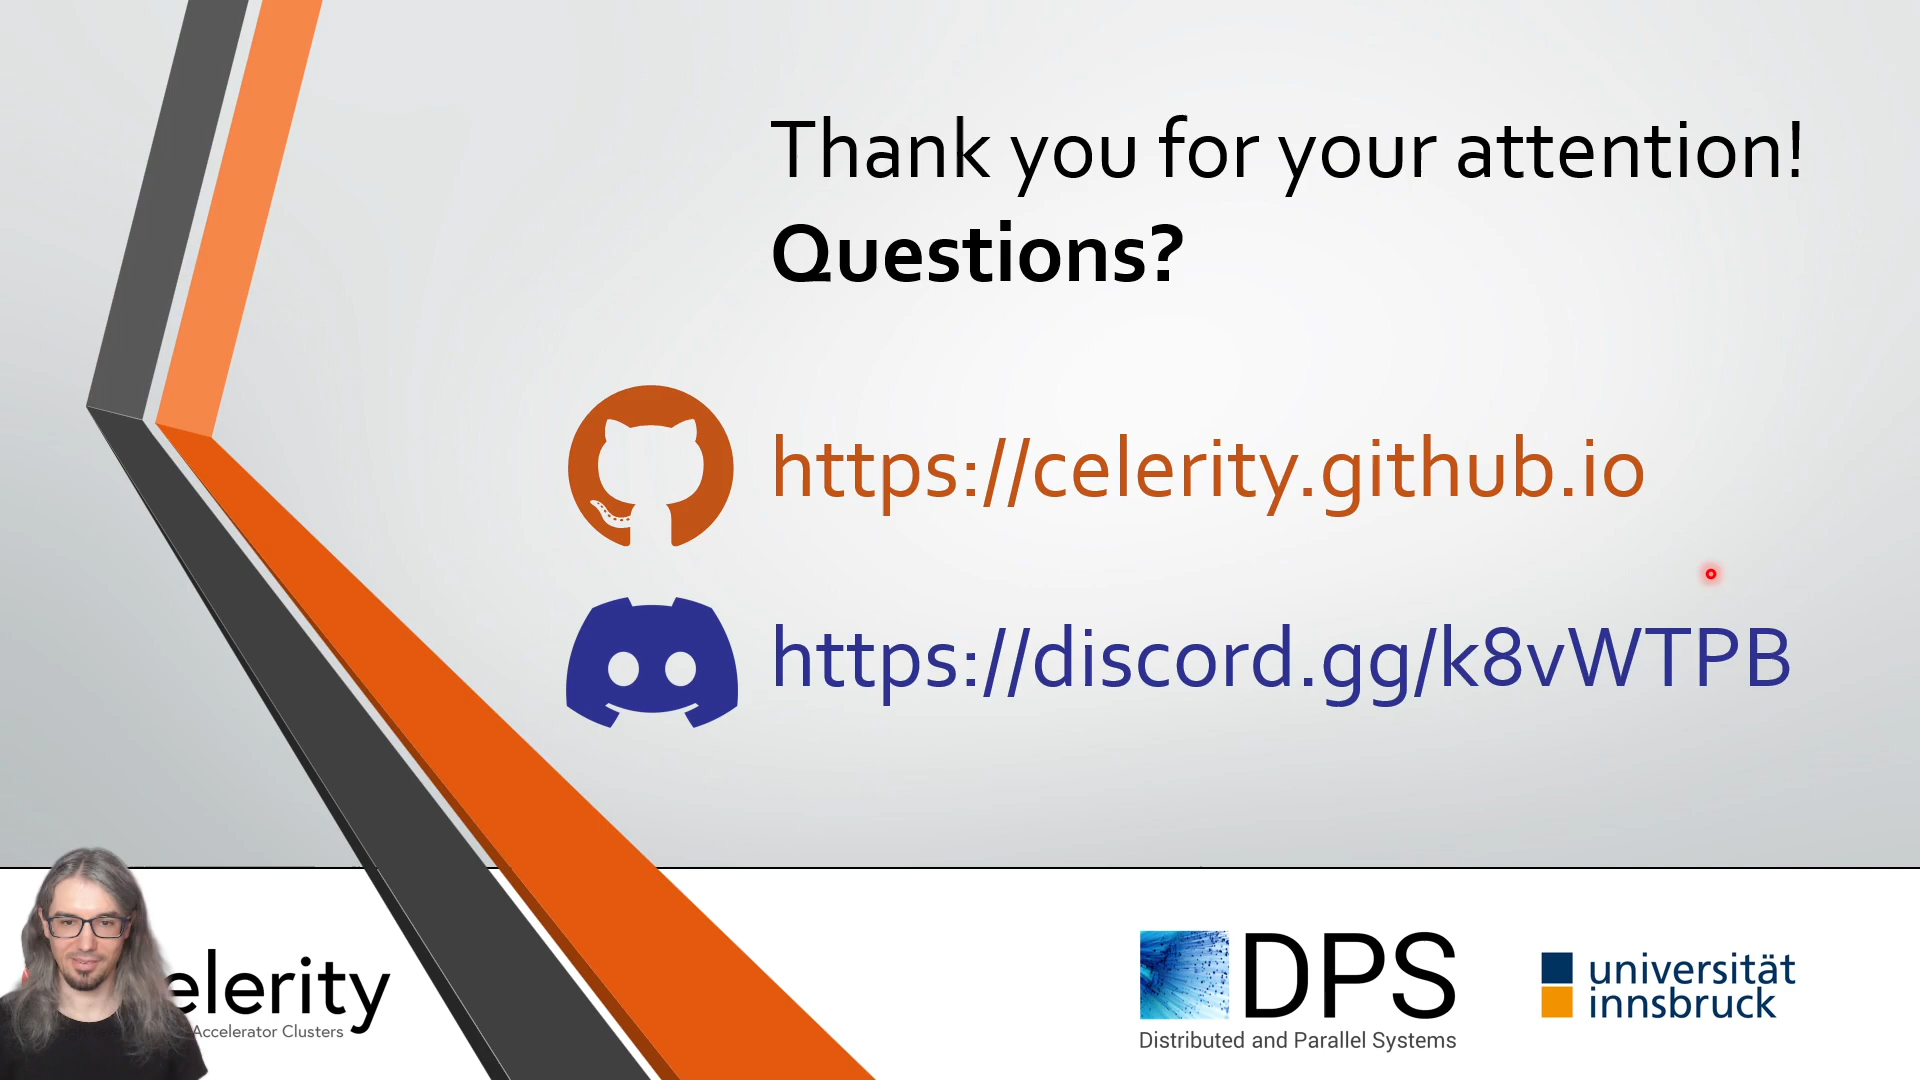 Thank you for your attention!
Questions?
https://celerity.github.io
https://discord.gg/k8vWTPB
elerity
Accelerator Clusters
DPS
Distributed and Parallel Systems
universität
innsbruck